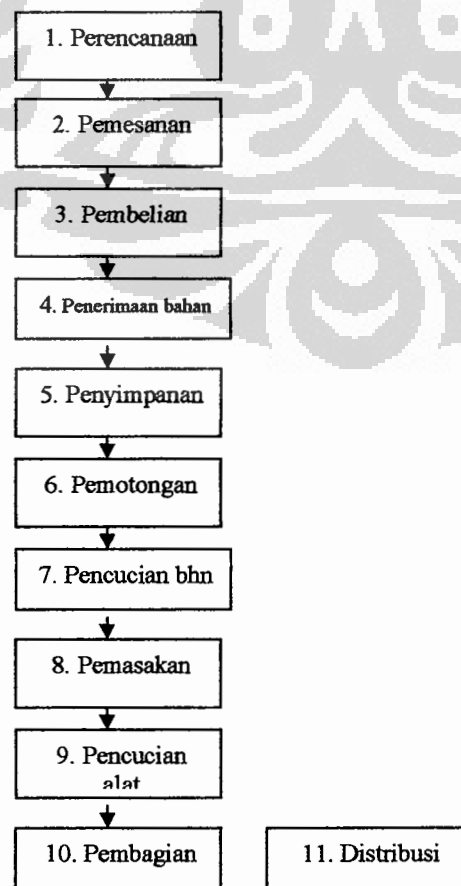 1. Perencanaan
2. Pemesanan
3. Pembelian
4. Penerimaan bahan
5. Penyimpanan
6. Pemotongan
7. Pencucian bhn
8. Pemasakan
9. Pencucian
alat
10. Pembagian
11. Distribusi